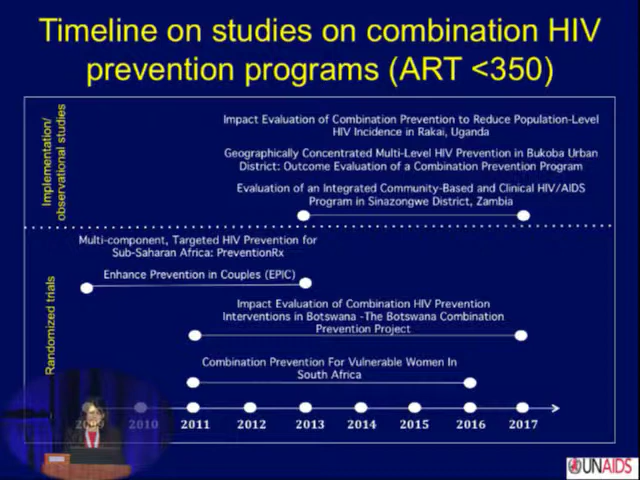 Timeline on studies on combination HIV
prevention programs (ART <350)
Implementation/
observational studies
Impact Evaluation of Combination Prevention to Reduce Population-Level
HIV Incidence in Rakai, Uganda
Geographically Concentrated Multi-Level HIV Prevention in Bukoba Urban
District: Outcome Evaluation of a Combination Prevention Program
Evaluation of an Integrated Community-Based and Clinical HIV/AIDS
Program in Sinazongwe District, Zambia
Randomized trials
Multi-component, Targeted HIV Prevention for
Sub-Saharan Africa: PreventionRx
Enhance Prevention in Couples (EPIC)
Impact Evaluation of Combination HIV Prevention
Interventions in Botswana -The Botswana Combination
Prevention Project
Combination Prevention For Vulnerable Women In
South Africa
2009 2010 2011 2012 2013 2014 2015 2016 2017
UNAIDS